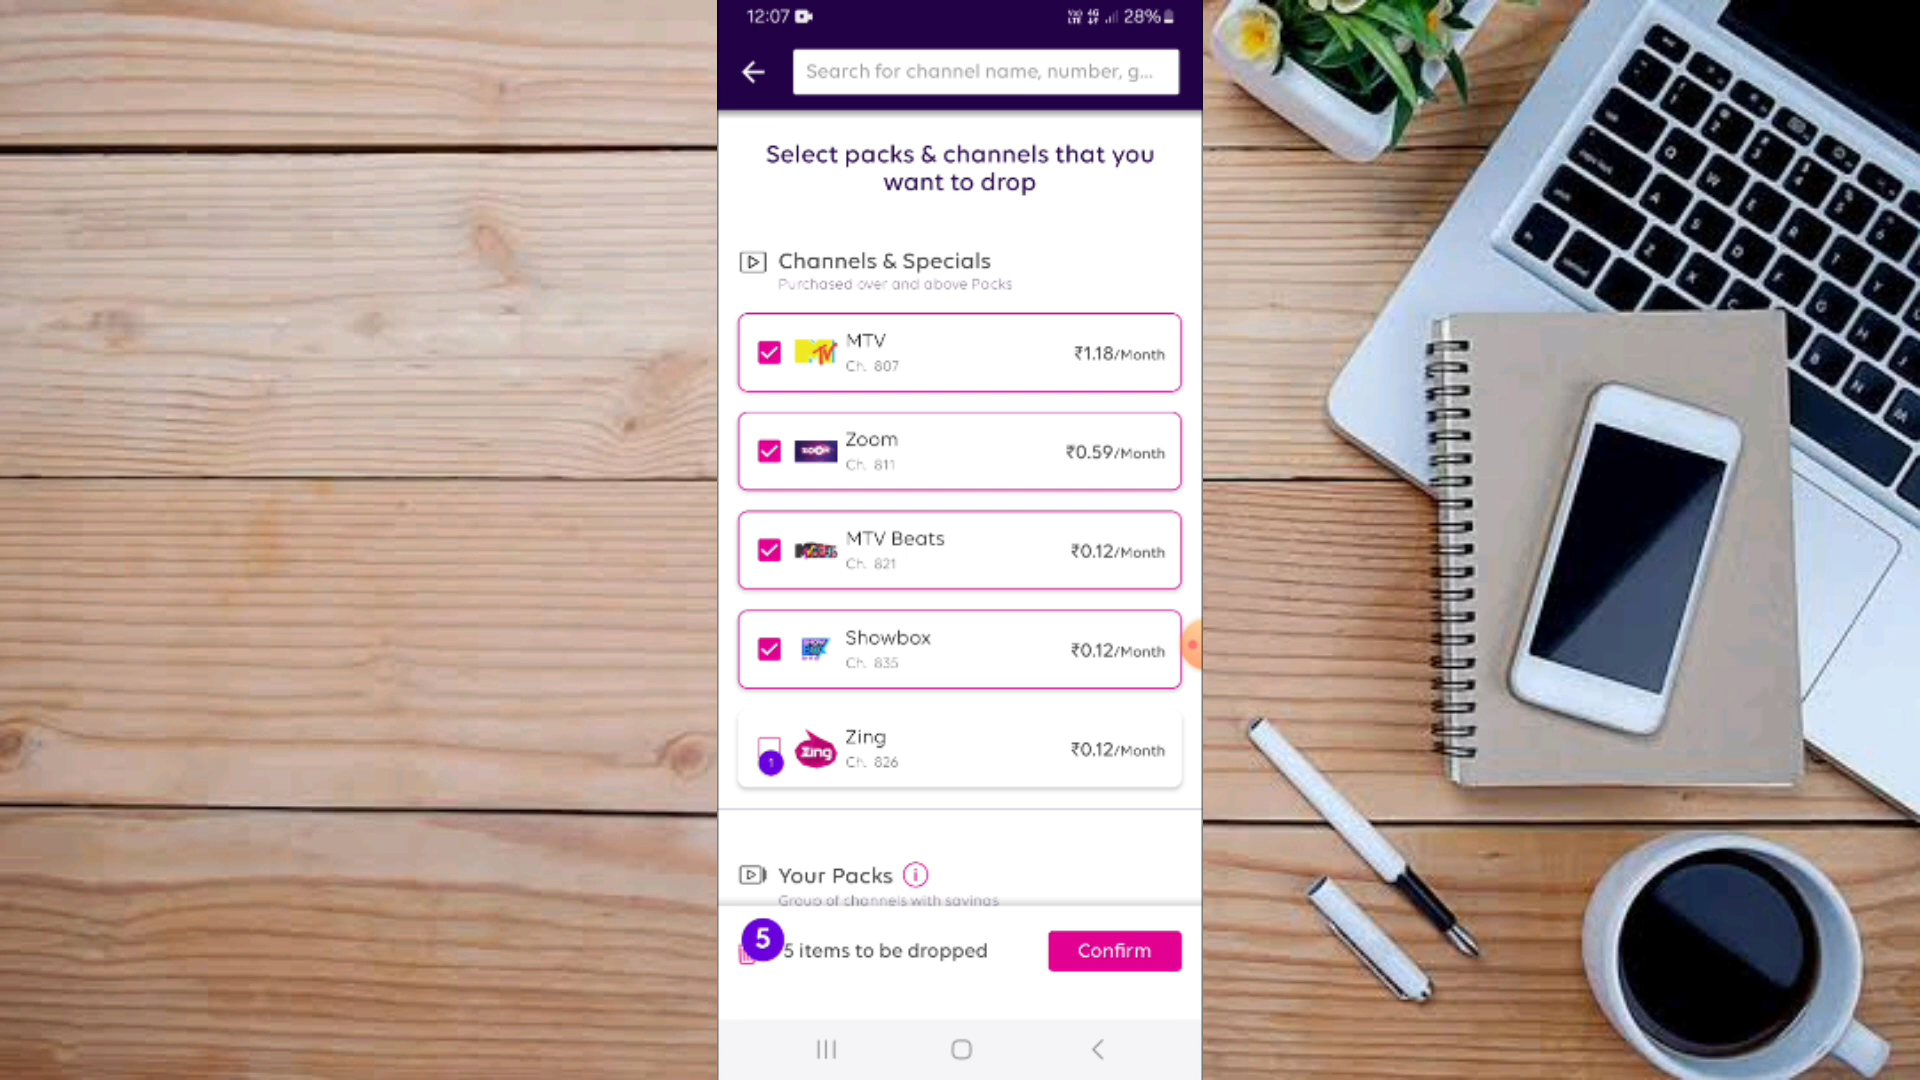 12:07
28%
Search for channel name, number, g...
Select packs & channels that you
want to drop
Channels & Specials
Purchased over and above Packs
MTV
Ch. 807
₹1.18/Month
Zoom
Ch. 811
₹0.59/Month
MTV Beats
Ch. 821
₹0.12/Month
Showbox
Ch. 835
₹0.12/Month
1
zing
Zing
Ch. 826
₹0.12/Month
Your Packs
Group of channels with savings
5
5 items to be dropped
Confirm